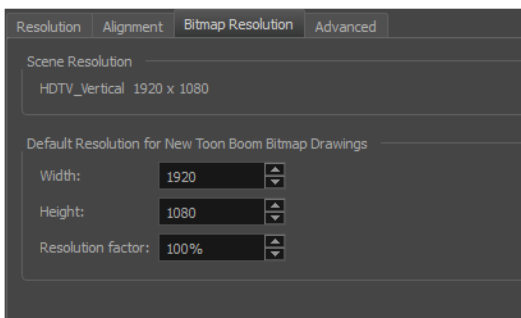 Resolution Alignment Bitmap Resolution Advanced
Scene Resolution
HDTV_Vertical 1920 x 1080
Default Resolution for New Toon Boom Bitmap Drawings
Width: 1920
Height: 1080
Resolution factor: 100%